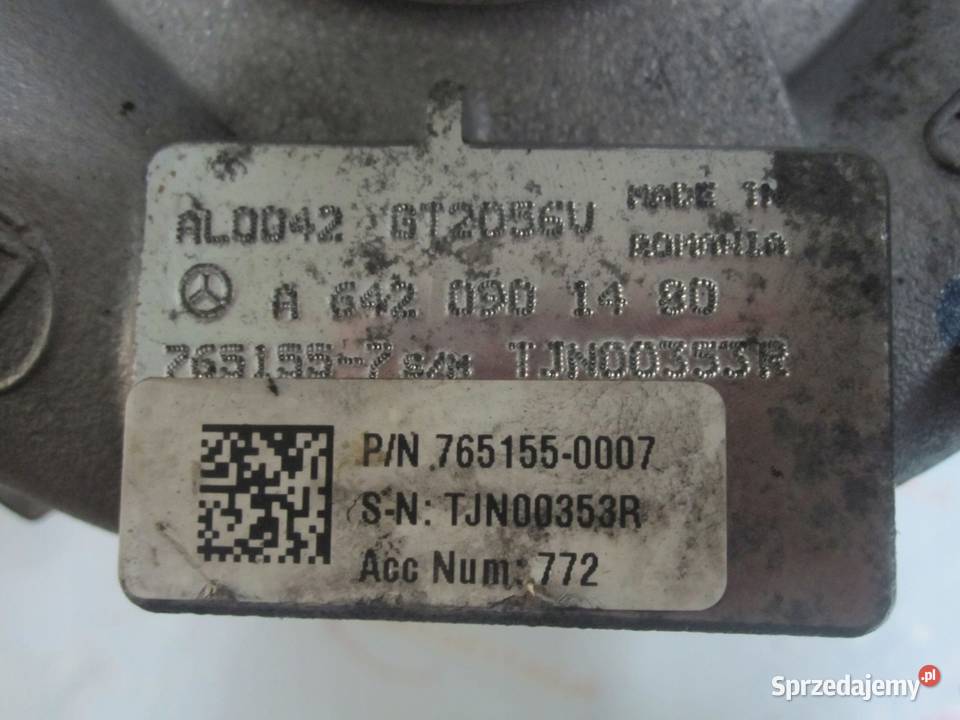 AL0042 GT2056V MADE IN
ROMANIA
A 642 090 14 80
765155-7 S/N TJN00353R
P/N 765155-0007
S-N: TJN00353R
Acc Num: 772
Sprzedajemy.pl